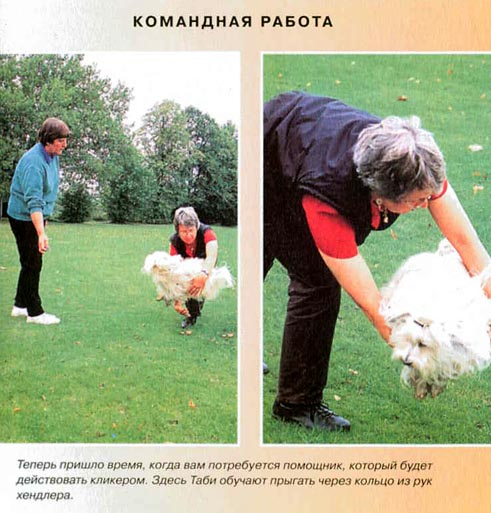 КОМАНДНАЯ РАБОТА
Теперь пришло время, когда вам потребуется помощник, который будет
действовать кликером. Здесь Таби обучают прыгать через кольцо из рук
хендлера.